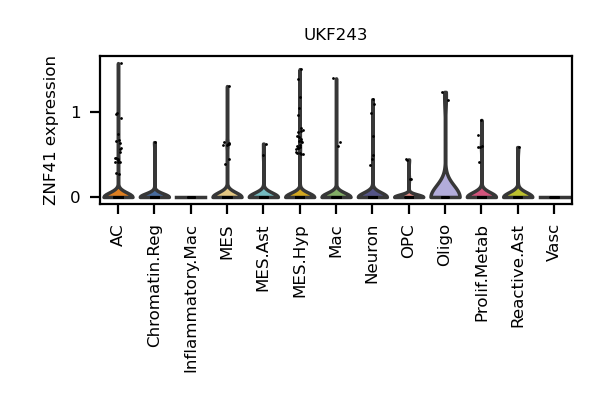 UKF243
ZNF41 expression
1
0
AC
Chromatin.Reg
Inflammatory.Mac
MES
MES.Ast
MES.Hyp
Mac
Neuron
OPC
Oligo
Prolif.Metab
Reactive.Ast
Vasc